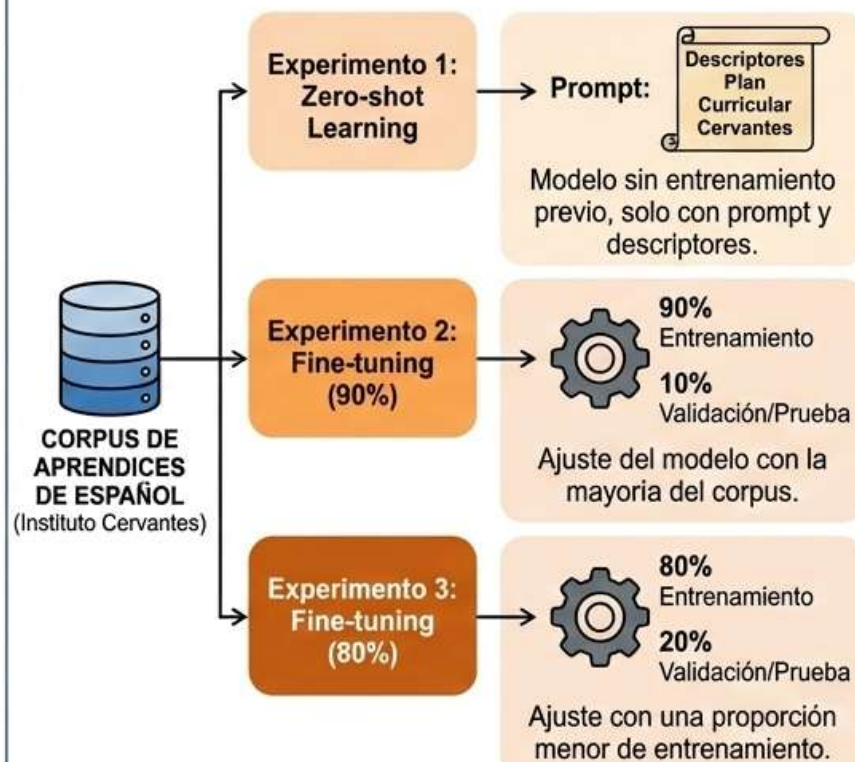 Experimento 1:
Zero-shot
Learning
Prompt:
Descriptores
Plan
Curricular
Cervantes
Modelo sin entrenamiento
previo, solo con prompt y
descriptores.
CORPUS DE
APRENDICES
DE ESPAÑOL
(Instituto Cervantes)
Experimento 2:
Fine-tuning
(90%)
90%
Entrenamiento
10%
Validación/Prueba
Ajuste del modelo con la
mayoria del corpus.
Experimento 3:
Fine-tuning
(80%)
80%
Entrenamiento
20%
Validación/Prueba
Ajuste con una proporción
menor de entrenamiento.